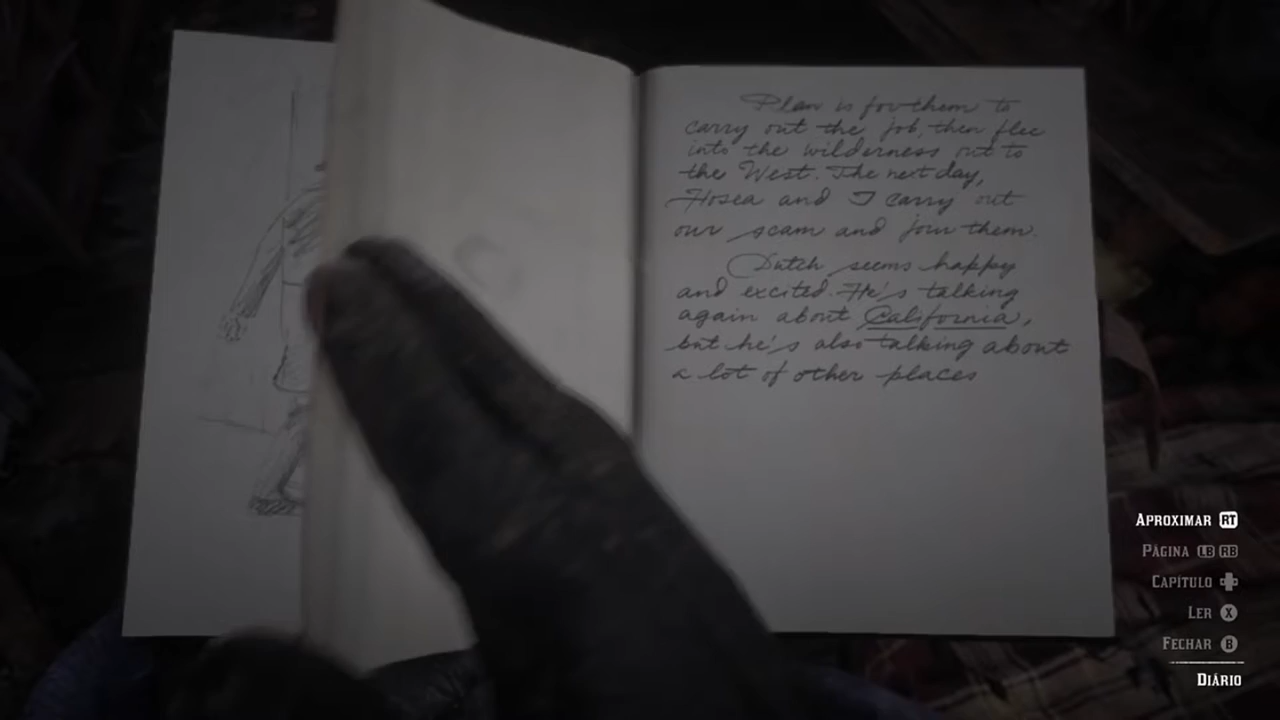 Plan is for them to
carry out the job, then flee
into the wilderness out to
the West. The next day,
Hosea and I carry out
our scam and join them.
Dutch seems happy
and excited. He's talking
again about California,
but he's also talking about
a lot of other places
APROXIMAR RT
PÁGINA LB RB
CAPÍTULO
LER X
FECHAR B
DIÁRIO